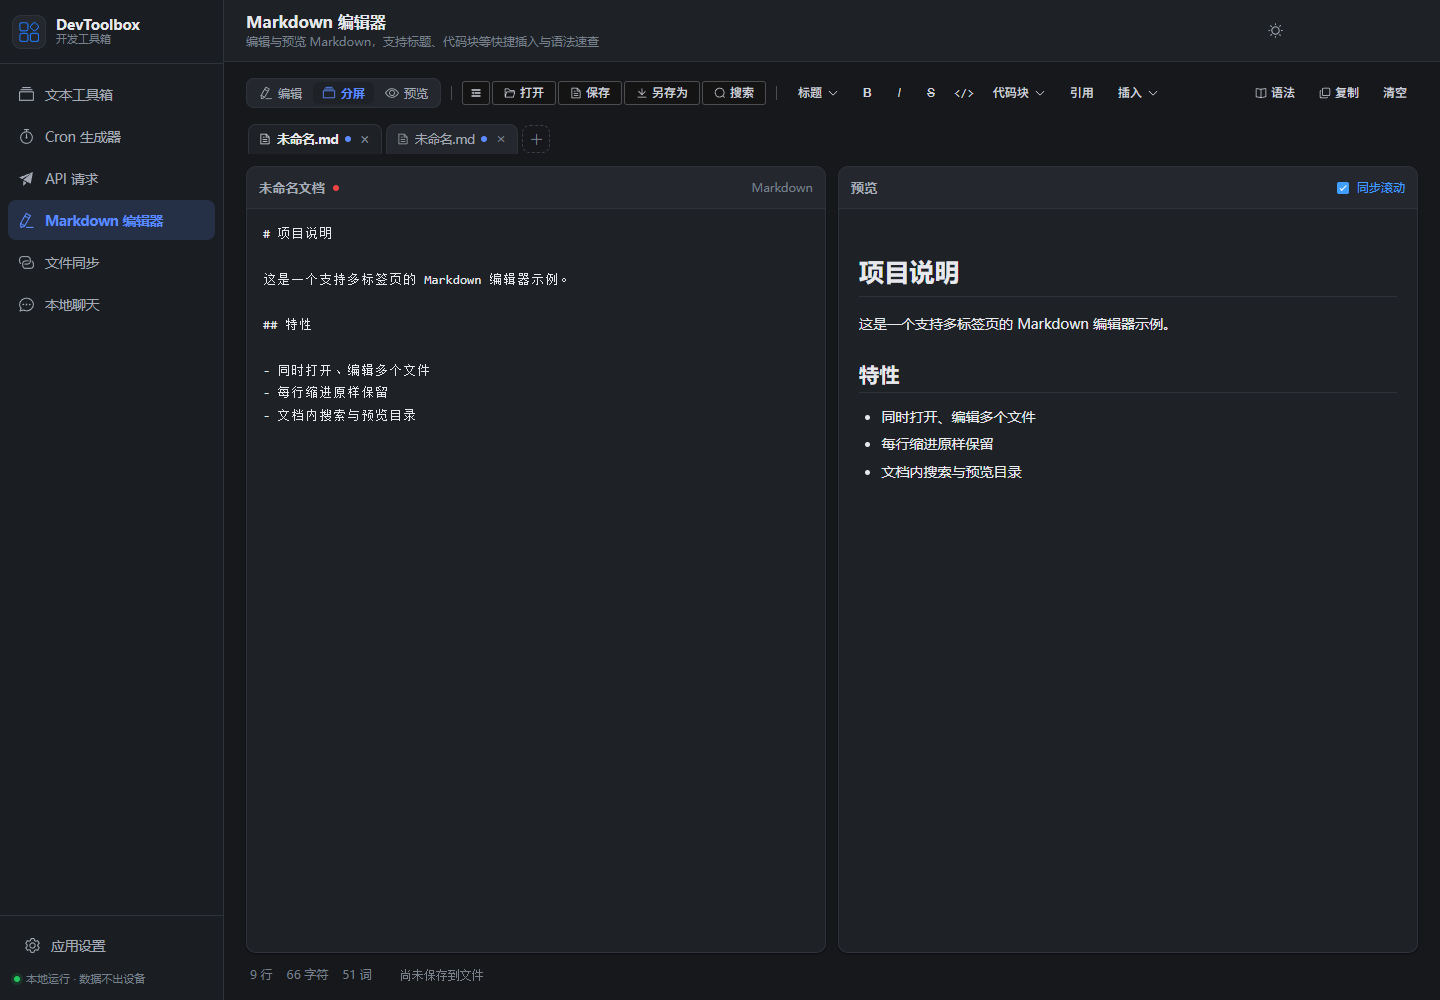 DevToolbox
开发工具箱
文本工具箱
Cron 生成器
API 请求
Markdown 编辑器
文件同步
本地聊天
应用设置
本地运行 · 数据不出设备
Markdown 编辑器
编辑与预览 Markdown，支持标题、代码块等快捷插入与语法速查
编辑 分屏 预览 打开 保存 另存为 搜索 标题 B I S </> 代码块 引用 插入 语法 复制 清空
未命名.md 未命名.md
未命名文档 Markdown
# 项目说明
这是一个支持多标签页的 Markdown 编辑器示例。
## 特性
- 同时打开、编辑多个文件
- 每行缩进原样保留
- 文档内搜索与预览目录
预览 同步滚动
项目说明
这是一个支持多标签页的 Markdown 编辑器示例。
特性
• 同时打开、编辑多个文件
• 每行缩进原样保留
• 文档内搜索与预览目录
9 行 66 字符 51 词 尚未保存到文件